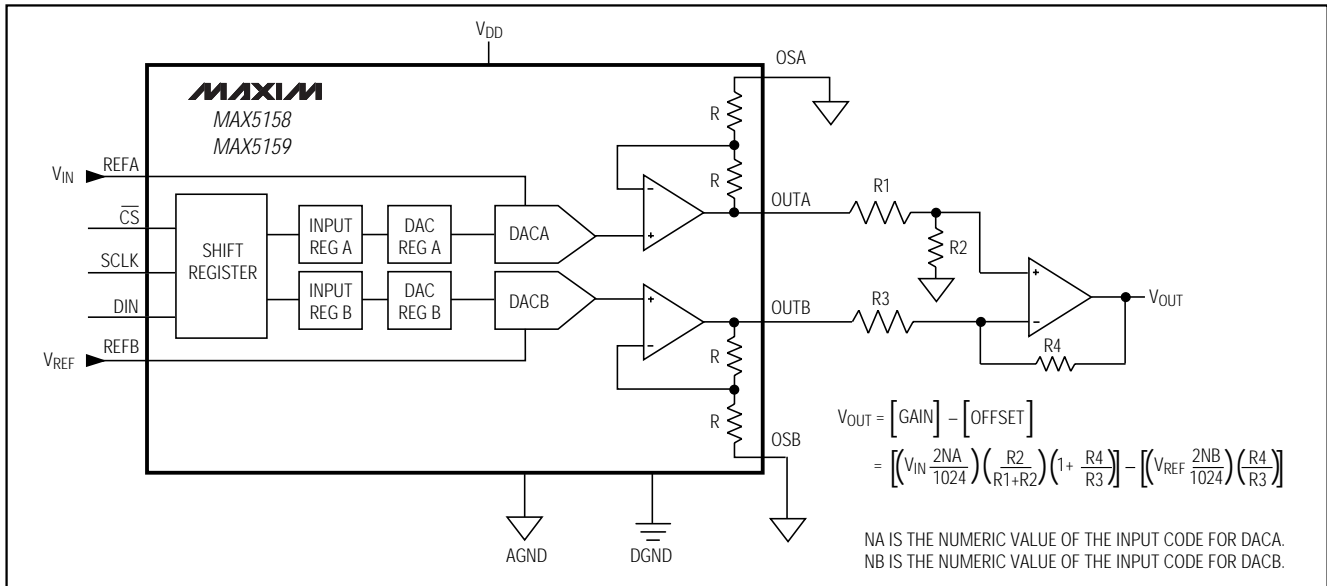 VDD
OSA
MAXIM
MAX5158
MAX5159
R
R
VIN
REFA
CS
SCLK
DIN
VREF
REFB
SHIFT
REGISTER
INPUT
REG A
DAC
REG A
DACA
INPUT
REG B
DAC
REG B
DACB
-
+
+
-
OUTA
R1
R2
OUTB
R3
+
-
VOUT
R4
R
R
OSB
AGND
DGND
VOUT = [GAIN] – [OFFSET]
= [(VIN 2NA/1024)(R2/R1+R2)(1+ R4/R3)] – [(VREF 2NB/1024)(R4/R3)]
NA IS THE NUMERIC VALUE OF THE INPUT CODE FOR DACA.
NB IS THE NUMERIC VALUE OF THE INPUT CODE FOR DACB.